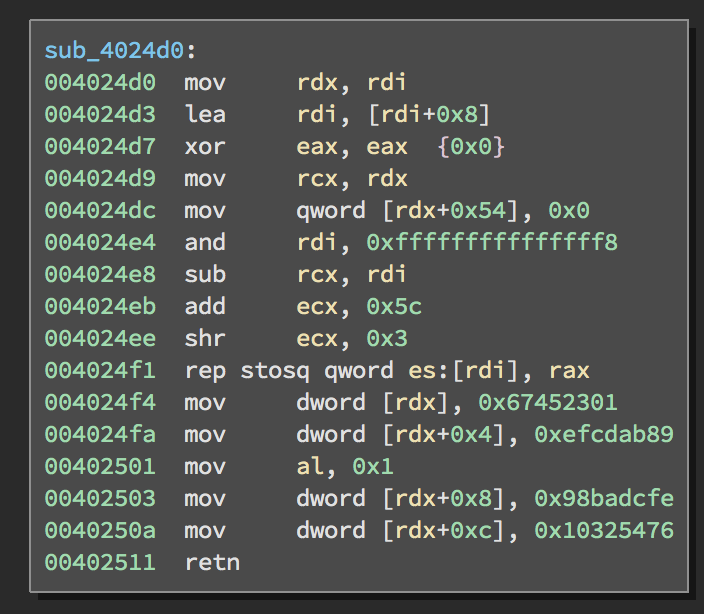 sub_4024d0:
004024d0 mov rdx, rdi
004024d3 lea rdi, [rdi+0x8]
004024d7 xor eax, eax {0x0}
004024d9 mov rcx, rdx
004024dc mov qword [rdx+0x54], 0x0
004024e4 and rdi, 0xfffffffffffffff8
004024e8 sub rcx, rdi
004024eb add ecx, 0x5c
004024ee shr ecx, 0x3
004024f1 rep stosq qword es:[rdi], rax
004024f4 mov dword [rdx], 0x67452301
004024fa mov dword [rdx+0x4], 0xefcdab89
00402501 mov al, 0x1
00402503 mov dword [rdx+0x8], 0x98badcfe
0040250a mov dword [rdx+0xc], 0x10325476
00402511 retn